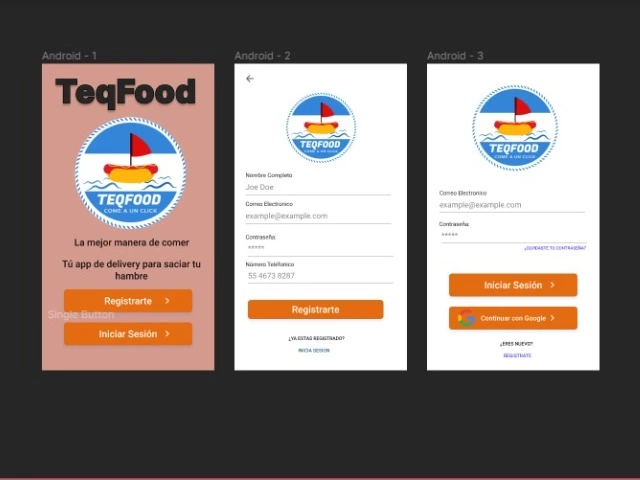 Android - 1
TeqFood
TEQFOOD
COME A UN CLICK
La mejor manera de comer
Tú app de delivery para saciar tu
hambre
Registrarte
Single Button
Iniciar Sesión
Android - 2
TEQFOOD
COME A UN CLICK
Nombre Completo
Joe Doe
Correo Electrónico
example@example.com
Contraseña:
*****
Número Telefónico
55 4673 8287
Registrarte
¿YA ESTAS REGISTRADO?
INICIA SESION
Android - 3
TEQFOOD
COME A UN CLICK
Correo Electronico
example@example.com
Contraseña:
*****
¿OLVIDASTE TU CONTRASEÑA?
Iniciar Sesión
Continuar con Google
¿ERES NUEVO?
REGISTRATE